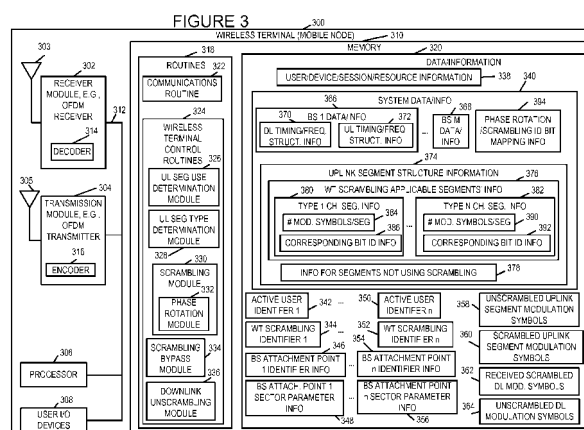 FIGURE 3
300
WIRELESS TERMINAL (MOBILE NODE)
310
303
302
RECEIVER
MODULE, E.G.,
OFDM
RECEIVER
314
DECODER
312
305
304
TRANSMISSION
MODULE, E.G.,
OFDM
TRANSMITTER
316
ENCODER
306
PROCESSOR
308
USER I/O
DEVICES
318
ROUTINES
322
COMMUNICATIONS
ROUTINE
324
WIRELESS
TERMINAL
CONTROL
ROUTINES
326
UL SEG USE
DETERMINATION
MODULE
UL SEG TYPE
DETERMINATION
MODULE
328
330
SCRAMBLING
MODULE
332
PHASE
ROTATION
MODULE
334
SCRAMBLING
BYPASS
MODULE
336
DOWNLINK
UNSCRAMBLING
MODULE
MEMORY
320
DATA/INFORMATION
USER/DEVICE/SESSION/RESOURCE INFORMATION
338
340
SYSTEM DATA/INFO
366
BS 1 DATA/INFO
370
DL TIMING/FREQ
STRUCT. INFO
372
UL TIMING/FREQ
STRUCT. INFO
...
368
BS M
DATA/
INFO
394
PHASE ROTATION
/SCRAMBLING ID BIT
MAPPING INFO
374
UPLINK SEGMENT STRUCTURE INFORMATION
376
WT SCRAMBLING APPLICABLE SEGMENTS INFO
380
TYPE 1 CH. SEG. INFO
384
# MOD. SYMBOLS/SEG
386
CORRESPONDING BIT ID INFO
...
382
TYPE N CH. SEG. INFO
390
# MOD. SYMBOLS/SEG
392
CORRESPONDING BIT ID INFO
INFO FOR SEGMENTS NOT USING SCRAMBLING
378
ACTIVE USER
IDENTIFIER 1
342
...
350
ACTIVE USER
IDENTIFER n
WT SCRAMBLING
IDENTIFIER 1
344
...
352
WT SCRAMBLING
IDENTIFIER n
BS ATTACHMENT POINT
1 IDENTIFIER INFO
346
...
354
BS ATTACHMENT POINT
n IDENTIFIER INFO
BS ATTACH. POINT 1
SECTOR PARAMETER
INFO
348
...
BS ATTACHMENT POINT
n SECTOR PARAMETER
INFO
356
358
UNSCRAMBLED UPLINK
SEGMENT MODULATION
SYMBOLS
360
SCRAMBLED UPLINK
SEGMENT MODULATION
SYMBOLS
362
RECEIVED SCRAMBLED
DL MOD. SYMBOLS
364
UNSCRAMBLED DL
MODULATION SYMBOLS